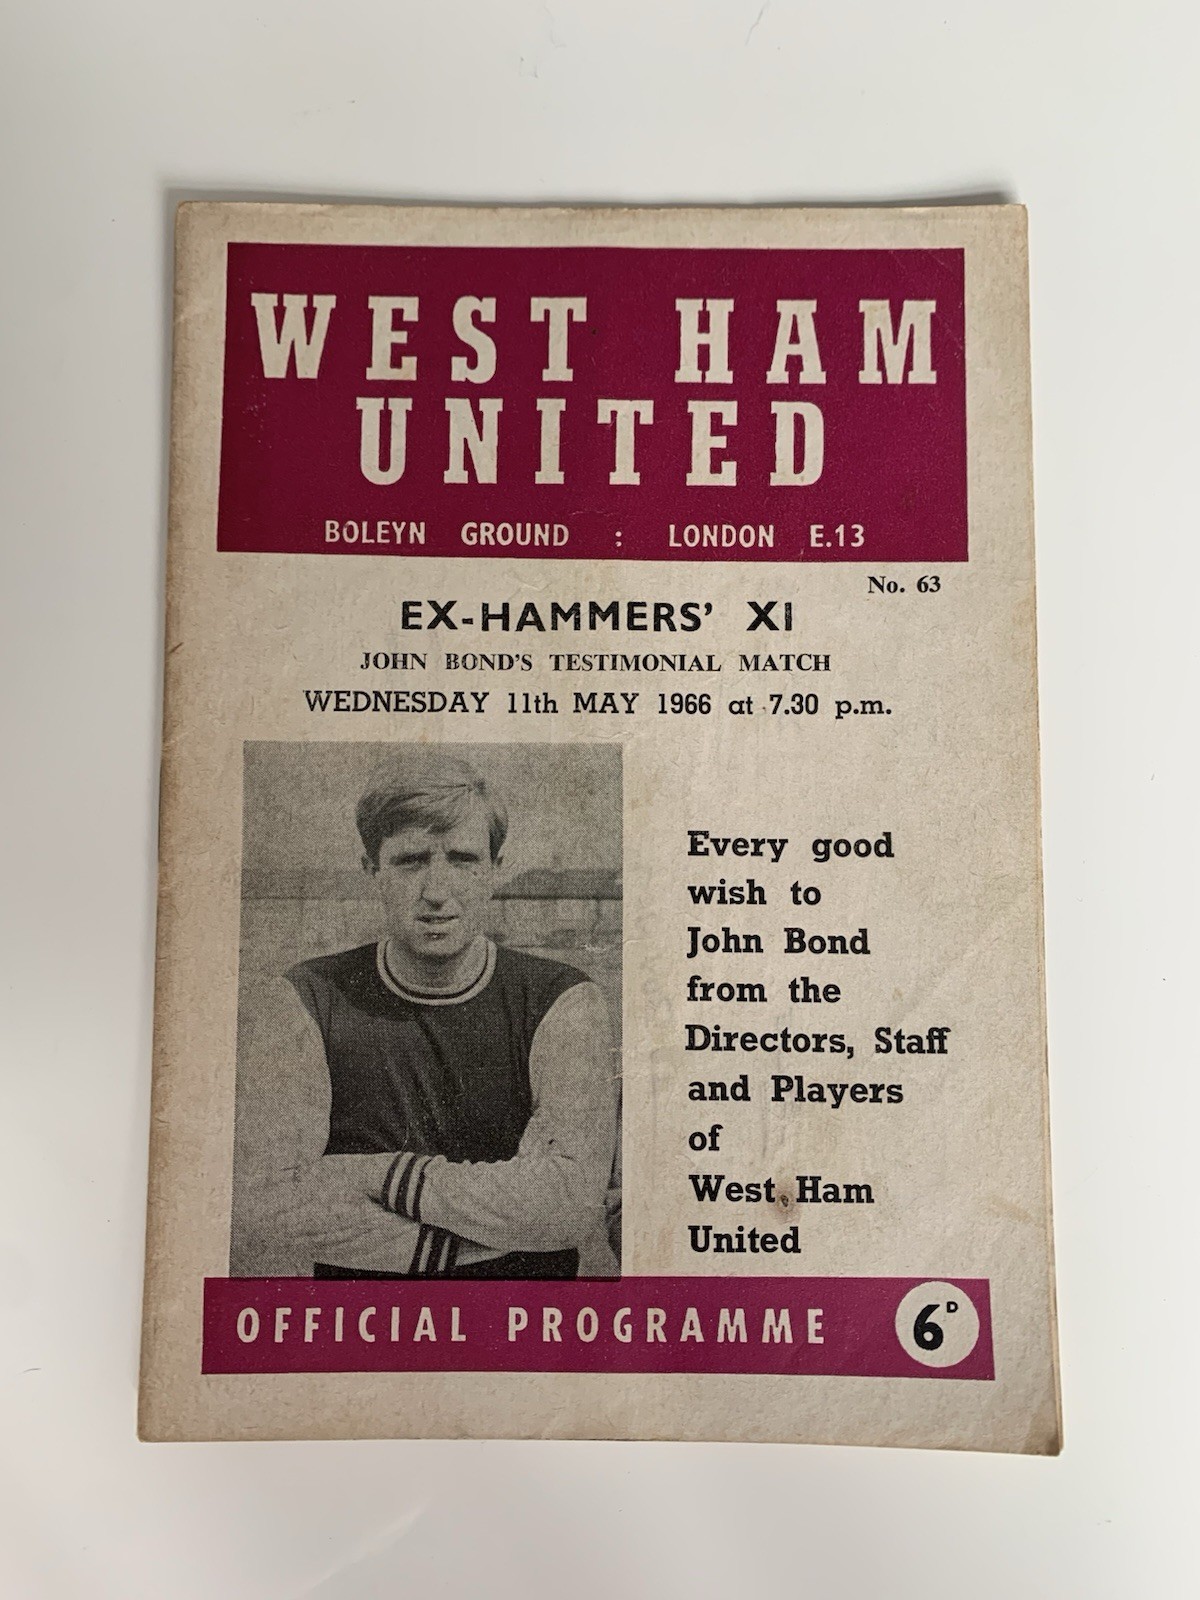 WEST HAM
UNITED
BOLEYN GROUND : LONDON E.13
No. 63
EX-HAMMERS' XI
JOHN BOND'S TESTIMONIAL MATCH
WEDNESDAY 11th MAY 1966 at 7.30 p.m.
Every good
wish to
John Bond
from the
Directors, Staff
and Players
of
West Ham
United
OFFICIAL PROGRAMME 6D